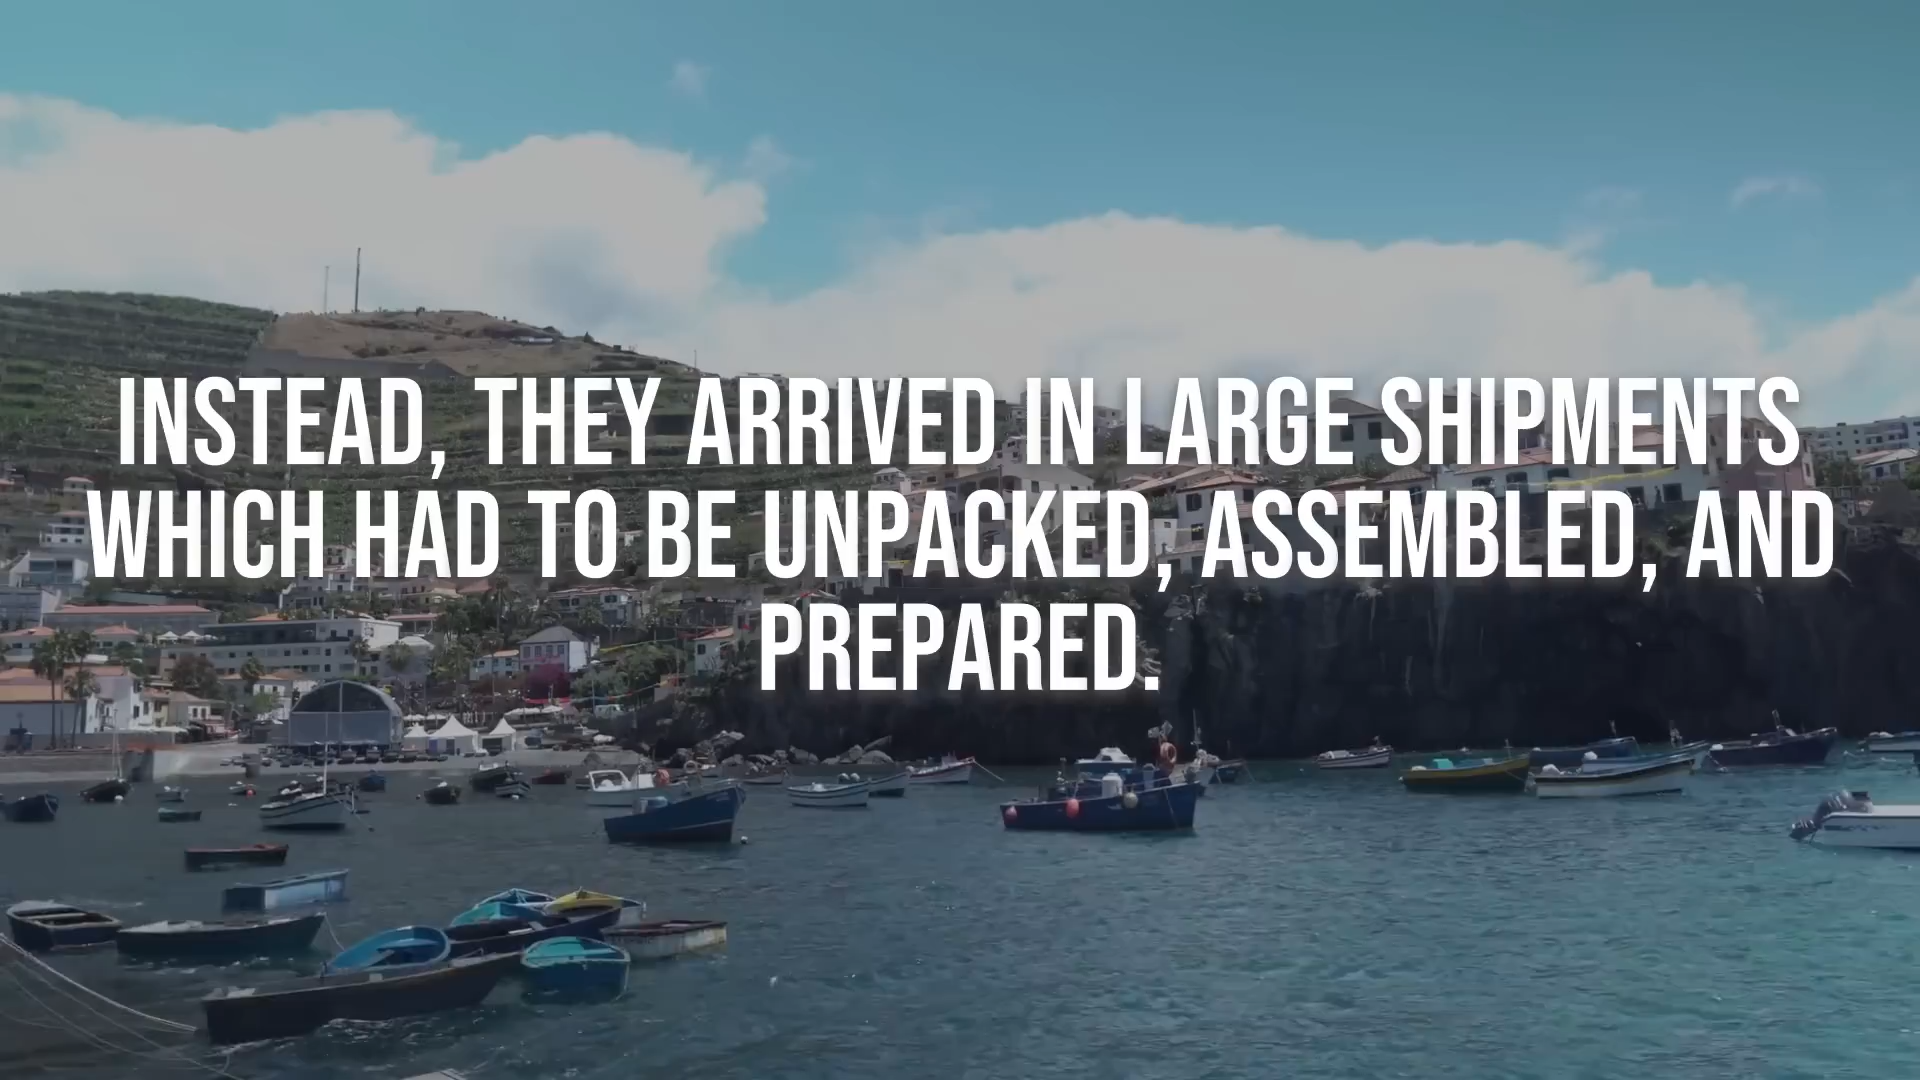 INSTEAD, THEY ARRIVED IN LARGE SHIPMENTS
WHICH HAD TO BE UNPACKED, ASSEMBLED, AND
PREPARED.